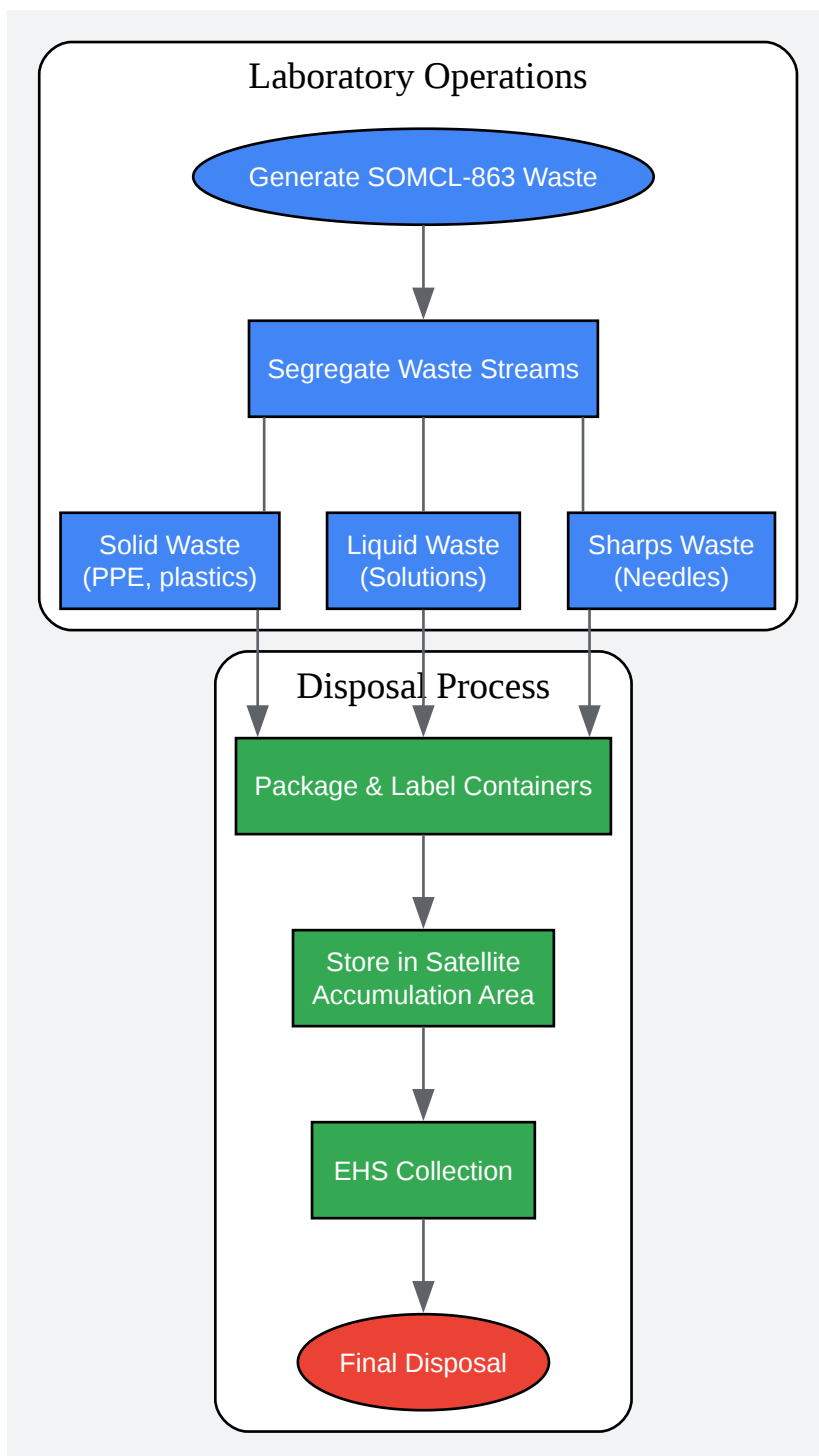 Laboratory Operations
Generate SOMCL-863 Waste
Segregate Waste Streams
Solid Waste
(PPE, plastics)
Liquid Waste
(Solutions)
Sharps Waste
(Needles)
Disposal Process
Package & Label Containers
Store in Satellite
Accumulation Area
EHS Collection
Final Disposal